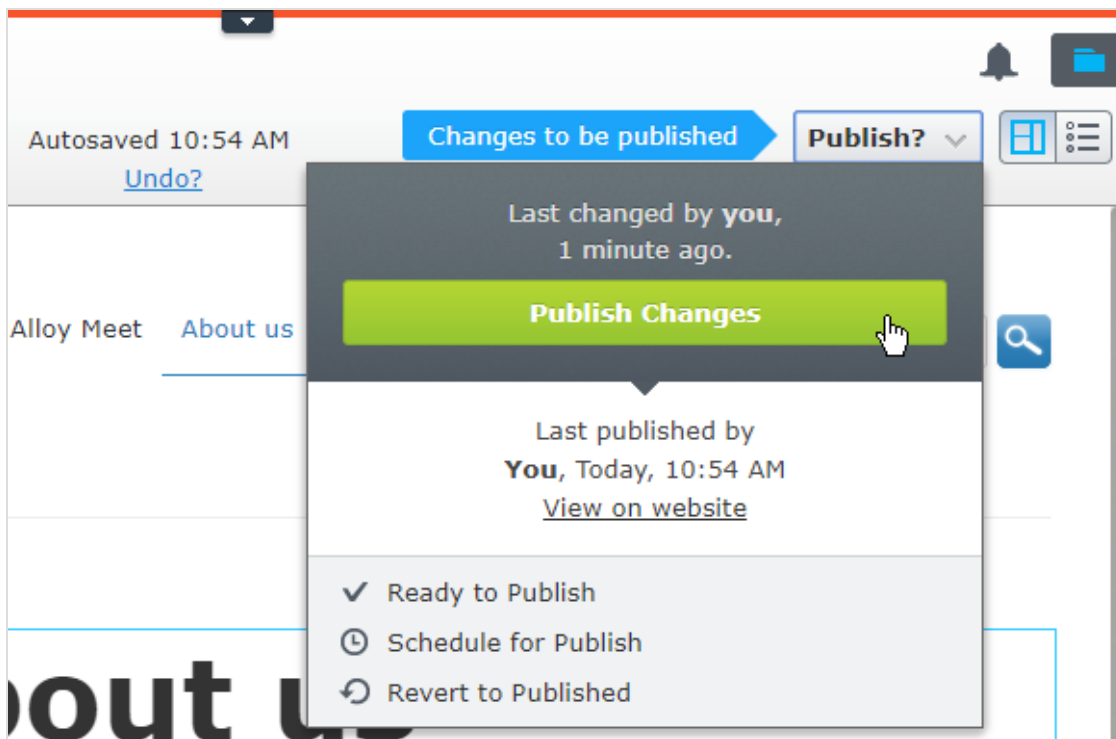 Autosaved 10:54 AM
Undo?
Changes to be published
Publish?
Last changed by you,
1 minute ago.
Publish Changes
Alloy Meet About us
Last published by
You, Today, 10:54 AM
View on website
Ready to Publish
Schedule for Publish
Revert to Published
bout us